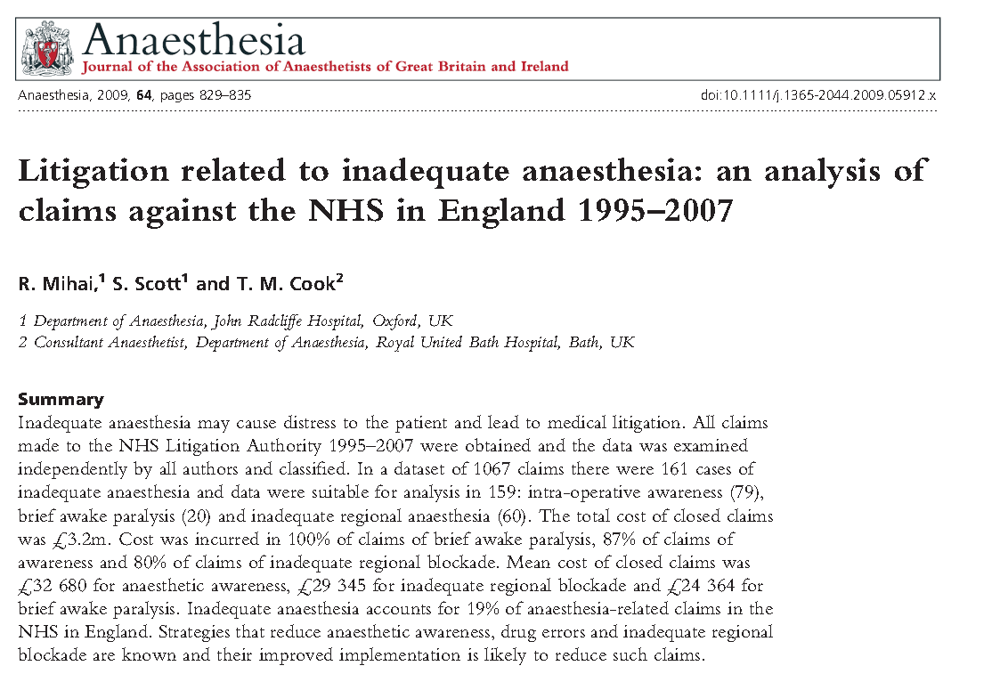 Anaesthesia
Journal of the Association of Anaesthetists of Great Britain and Ireland
Anaesthesia, 2009, 64, pages 829–835
doi:10.1111/j.1365-2044.2009.05912.x
Litigation related to inadequate anaesthesia: an analysis of
claims against the NHS in England 1995–2007
R. Mihai,¹ S. Scott¹ and T. M. Cook²
1 Department of Anaesthesia, John Radcliffe Hospital, Oxford, UK
2 Consultant Anaesthetist, Department of Anaesthesia, Royal United Bath Hospital, Bath, UK
Summary
Inadequate anaesthesia may cause distress to the patient and lead to medical litigation. All claims
made to the NHS Litigation Authority 1995–2007 were obtained and the data was examined
independently by all authors and classified. In a dataset of 1067 claims there were 161 cases of
inadequate anaesthesia and data were suitable for analysis in 159: intra-operative awareness (79),
brief awake paralysis (20) and inadequate regional anaesthesia (60). The total cost of closed claims
was £3.2m. Cost was incurred in 100% of claims of brief awake paralysis, 87% of claims of
awareness and 80% of claims of inadequate regional blockade. Mean cost of closed claims was
£32 680 for anaesthetic awareness, £29 345 for inadequate regional blockade and £24 364 for
brief awake paralysis. Inadequate anaesthesia accounts for 19% of anaesthesia-related claims in the
NHS in England. Strategies that reduce anaesthetic awareness, drug errors and inadequate regional
blockade are known and their improved implementation is likely to reduce such claims.